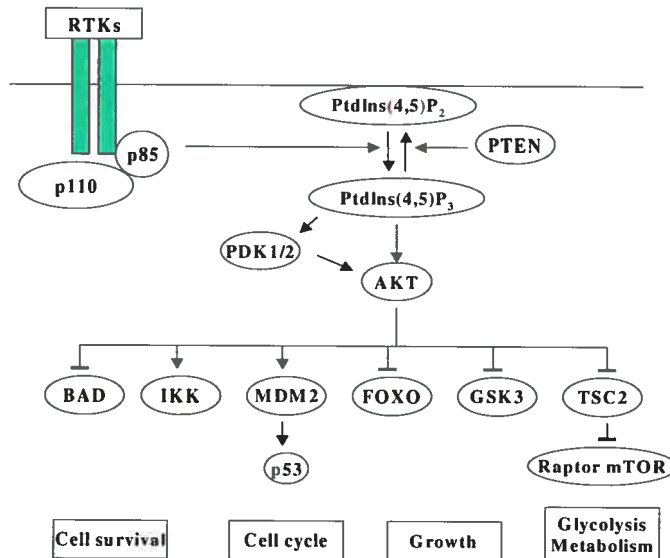 RTKs
PtdIns(4,5)P2
p85
PTEN
p110
PtdIns(4,5)P3
PDK1/2
AKT
BAD IKK MDM2 FOXO GSK3 TSC2
p53
Raptor mTOR
Cell survival Cell cycle Growth Glycolysis
Metabolism